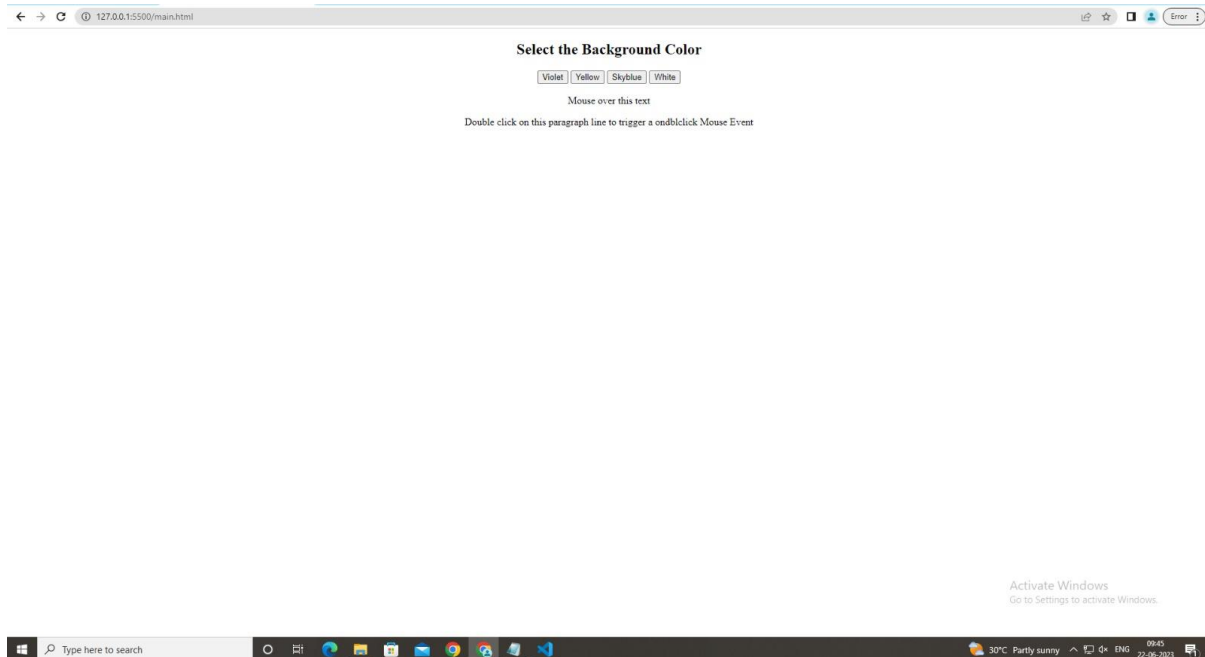 127.0.0.1:5500/main.html
Error
Select the Background Color
Violet Yellow Skyblue White
Mouse over this text
Double click on this paragraph line to trigger a ondblclick Mouse Event
Activate Windows
Go to Settings to activate Windows.
Type here to search
30°C Partly sunny
ENG
09:45
22-06-2023